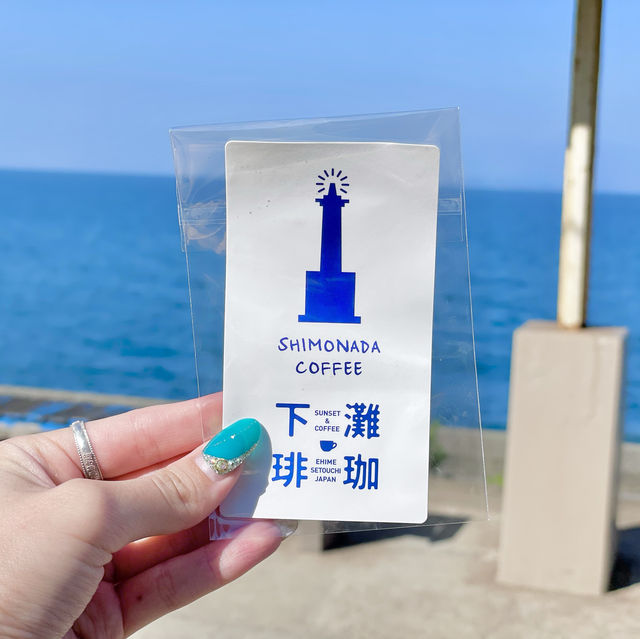 SHIMONADA
COFFEE
下灘
SUNSET
&
COFFEE
琲珈
EHIME
SETOUCHI
JAPAN